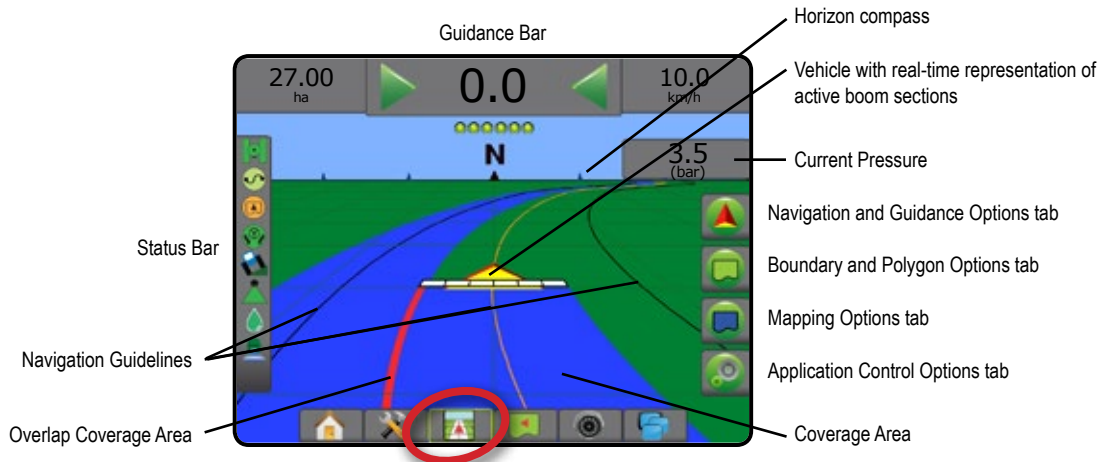 Guidance Bar
Horizon compass
Vehicle with real-time representation of
active boom sections
27.00
ha
0.0
10.0
km/h
N
3.5
(bar)
Current Pressure
Navigation and Guidance Options tab
Status Bar
Boundary and Polygon Options tab
Mapping Options tab
Navigation Guidelines
Application Control Options tab
Overlap Coverage Area
Coverage Area